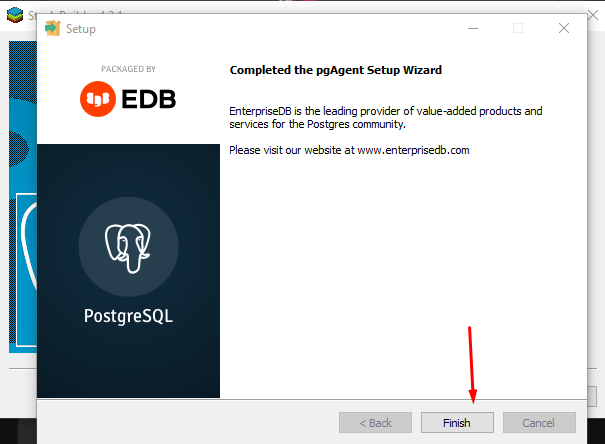 Setup
PACKAGED BY
EDB
Completed the pgAgent Setup Wizard
EnterpriseDB is the leading provider of value-added products and
services for the Postgres community.
Please visit our website at www.enterprisedb.com
PostgreSQL
< Back
Finish
Cancel